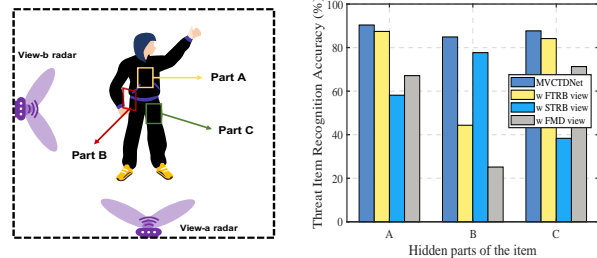 View-b radar
Part A
Part C
Part B
View-a radar
Threat Item Recognition Accuracy (%)
100
80
60
40
20
0
MVCTDNet
w FTRB view
w STRB view
w FMD view
A B C
Hidden parts of the item